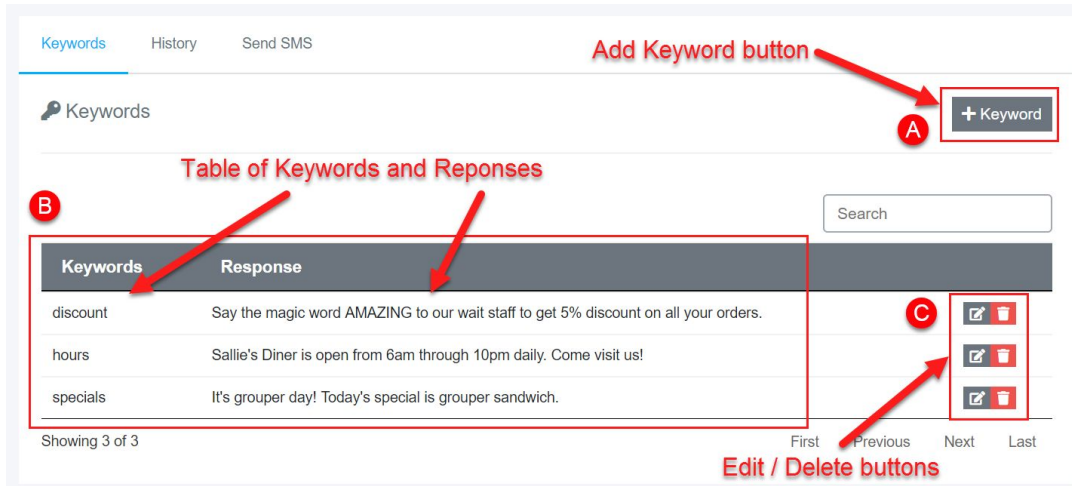 Keywords History Send SMS
Add Keyword button
Keywords
A
+ Keyword
Table of Keywords and Reponses
B
Search
Keywords Response
discount Say the magic word AMAZING to our wait staff to get 5% discount on all your orders.
C
hours Sallie's Diner is open from 6am through 10pm daily. Come visit us!
specials It's grouper day! Today's special is grouper sandwich.
Showing 3 of 3 First Previous Next Last
Edit / Delete buttons